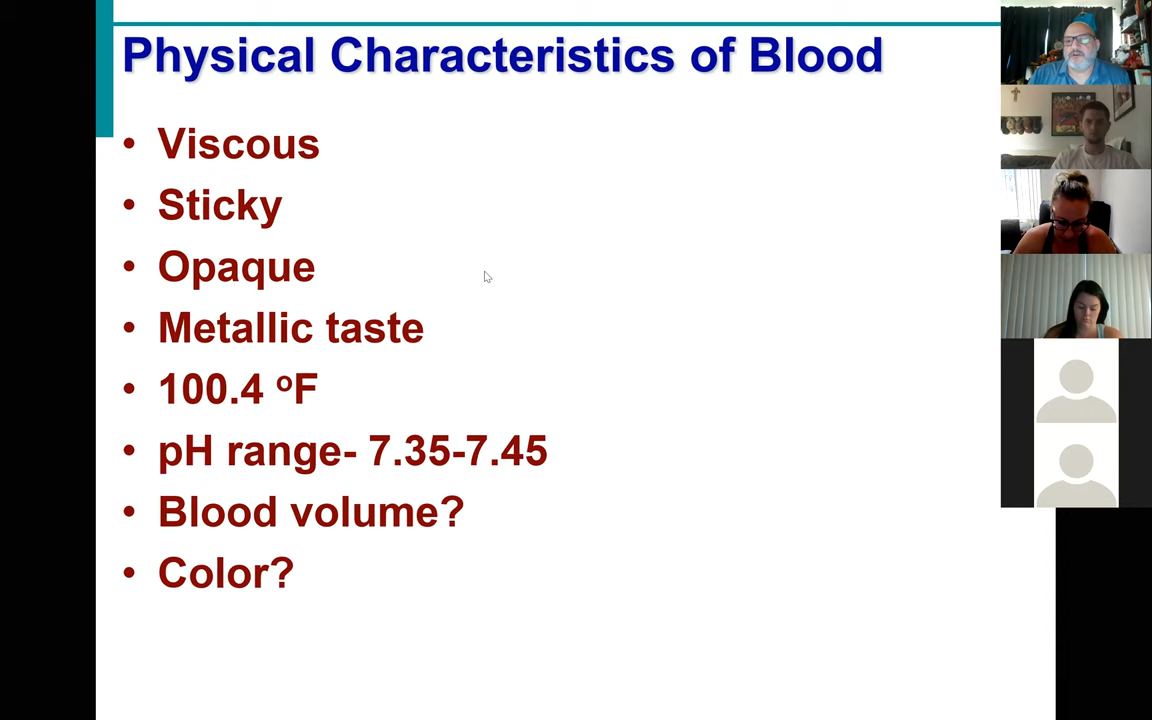 Physical Characteristics of Blood
• Viscous
• Sticky
• Opaque
• Metallic taste
• 100.4 ºF
• pH range- 7.35-7.45
• Blood volume?
• Color?